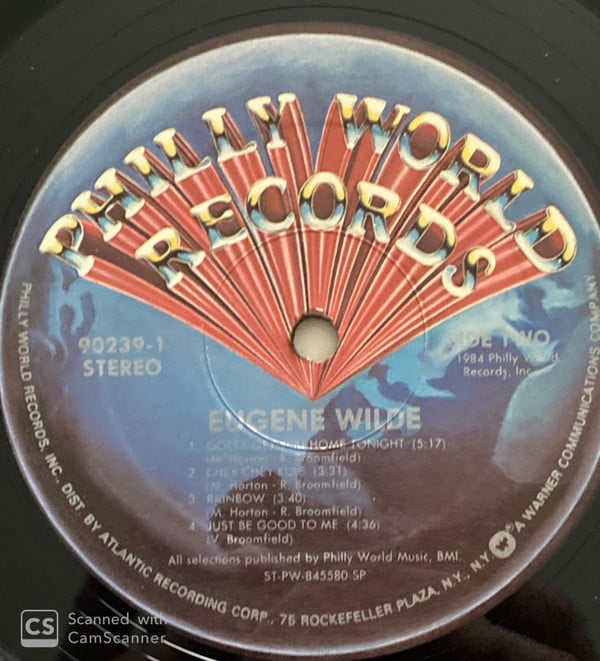 PHILLY WORLD
RECORDS
90239-1
STEREO
SIDE TWO
1984 Philly World
Records, Inc.
EUGENE WILDE
1 GOTTA GET YOU HOME TONIGHT (5:17)
(M. Horton - R. Broomfield)
2 CHEY CHEY KULE (3:31)
(M. Horton - R. Broomfield)
3 RAINBOW (3:40)
(M. Horton - R. Broomfield)
4 JUST BE GOOD TO ME (4:36)
(V. Broomfield)
All selections published by Philly World Music, BMI.
ST-PW-845580-SP
PHILLY WORLD RECORDS, INC. DIST. BY ATLANTIC RECORDING CORP., 75 ROCKEFELLER PLAZA, N.Y., N.Y. A WARNER COMMUNICATIONS COMPANY
CS Scanned with
CamScanner